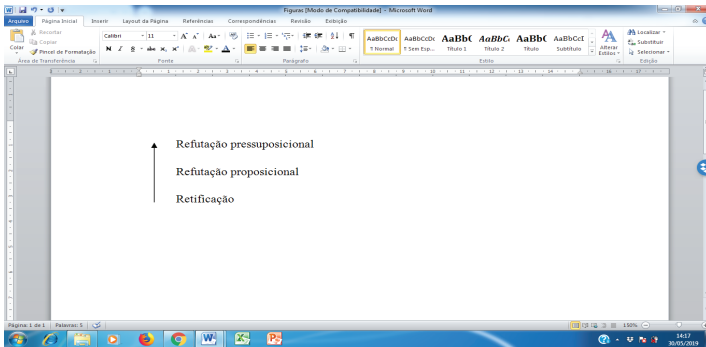 Figuras [Modo de Compatibilidade] - Microsoft Word
Arquivo Página Inicial Inserir Layout da Página Referências Correspondências Revisão Exibição
Colar
Recortar
Copiar
Pincel de Formatação
Área de Transferência
Calibri 11
N I S abc x, x²
Fonte
Parágrafo
AaBbCcDc AaBbCcDc AaBbC AaBbCc AaBbC AaBbCcI
¶ Normal ¶ Sem Esp... Título 1 Título 2 Título Subtítulo
Alterar
Estilos
Estilo
Localizar
Substituir
Selecionar
Edição
Refutação pressuposicional
Refutação proposicional
Retificação
Página: 1 de 1 Palavras: 5
150%
14:17
30/05/2019